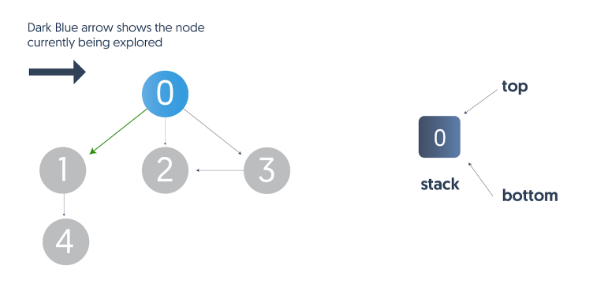 Dark Blue arrow shows the node
currently being explored
0
1
2
3
4
top
0
stack
bottom